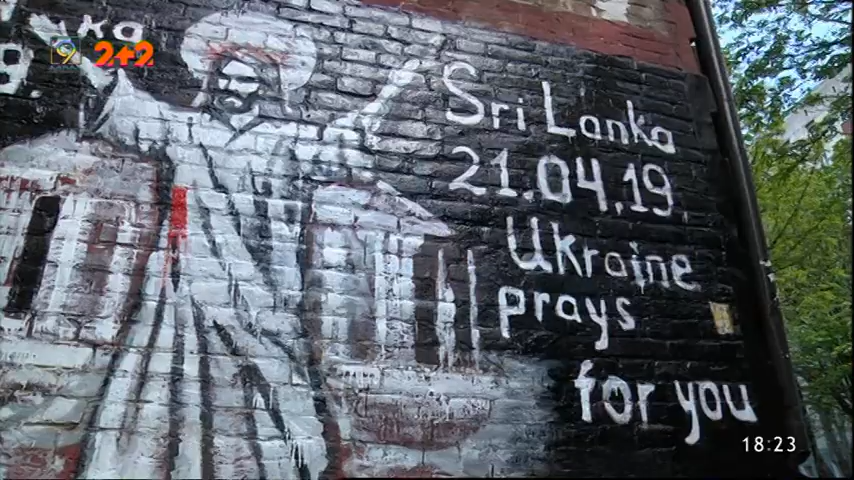 2+2
Sri Lanka
21.04.19
Ukraine
prays
for you
18:23